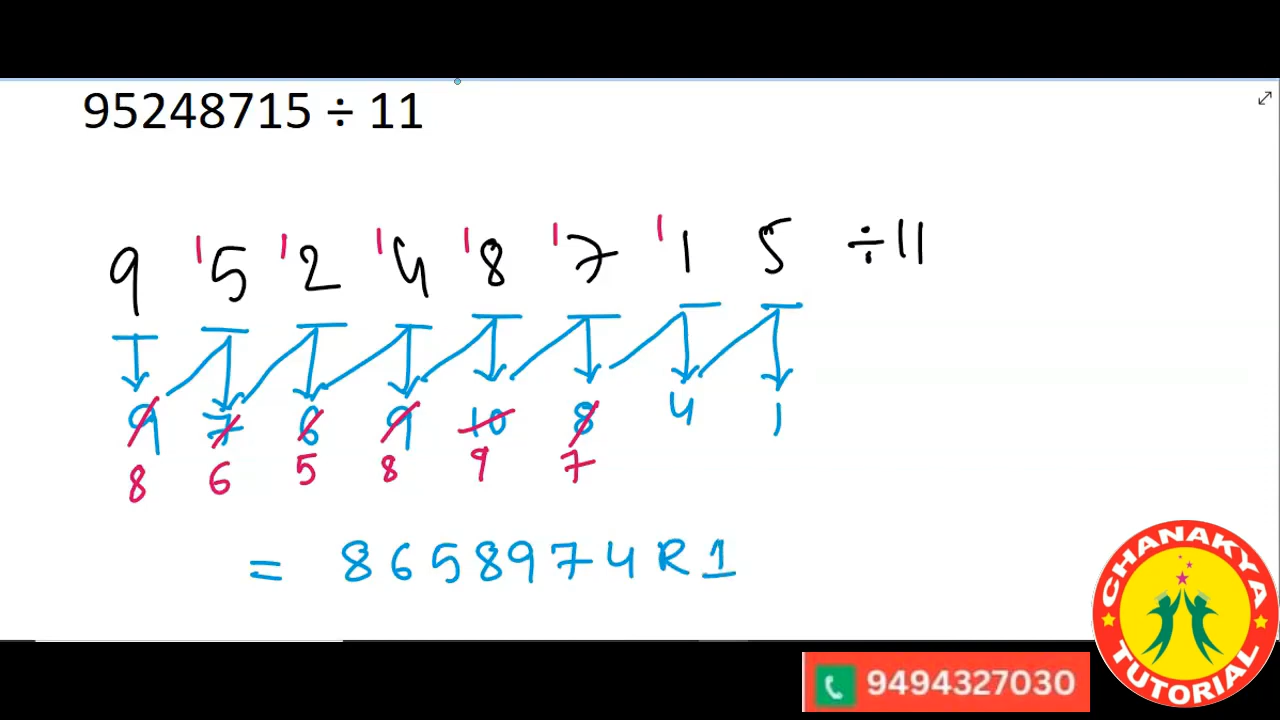 95248715 ÷ 11
9 ¹5 ¹2 ¹4 ¹8 ¹7 ¹1 5 ÷11
9 7 6 9 10 8 4 1
8 6 5 8 9 7
= 8658974 R 1
CHANAKYA
TUTORIAL
9494327030